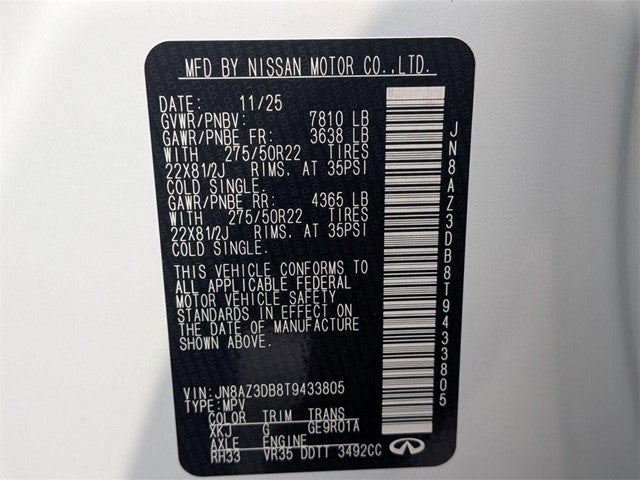 MFD BY NISSAN MOTOR CO.,LTD.
DATE: 11/25
GVWR/PNBV: 7810 LB
GAWR/PNBE FR: 3638 LB
WITH 275/50R22 TIRES
22X81/2J RIMS, AT 35PSI
COLD SINGLE.
GAWR/PNBE RR: 4365 LB
WITH 275/50R22 TIRES
22X81/2J RIMS, AT 35PSI
COLD SINGLE.
THIS VEHICLE CONFORMS TO
ALL APPLICABLE FEDERAL
MOTOR VEHICLE SAFETY
STANDARDS IN EFFECT ON
THE DATE OF MANUFACTURE
SHOWN ABOVE.
VIN: JN8AZ3DB8T9433805
TYPE: MPV
COLOR TRIM TRANS
XKJ G GE9R01A
AXLE ENGINE
RH33 VR35 DDTT 3492CC
JN8AZ3DB8T9433805